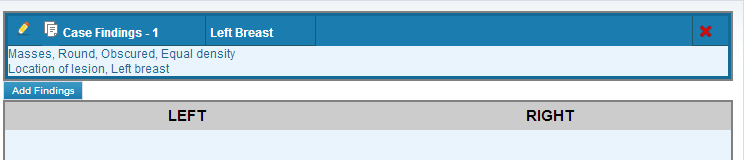 Case Findings - 1 Left Breast
Masses, Round, Obscured, Equal density
Location of lesion, Left breast
Add Findings
LEFT RIGHT